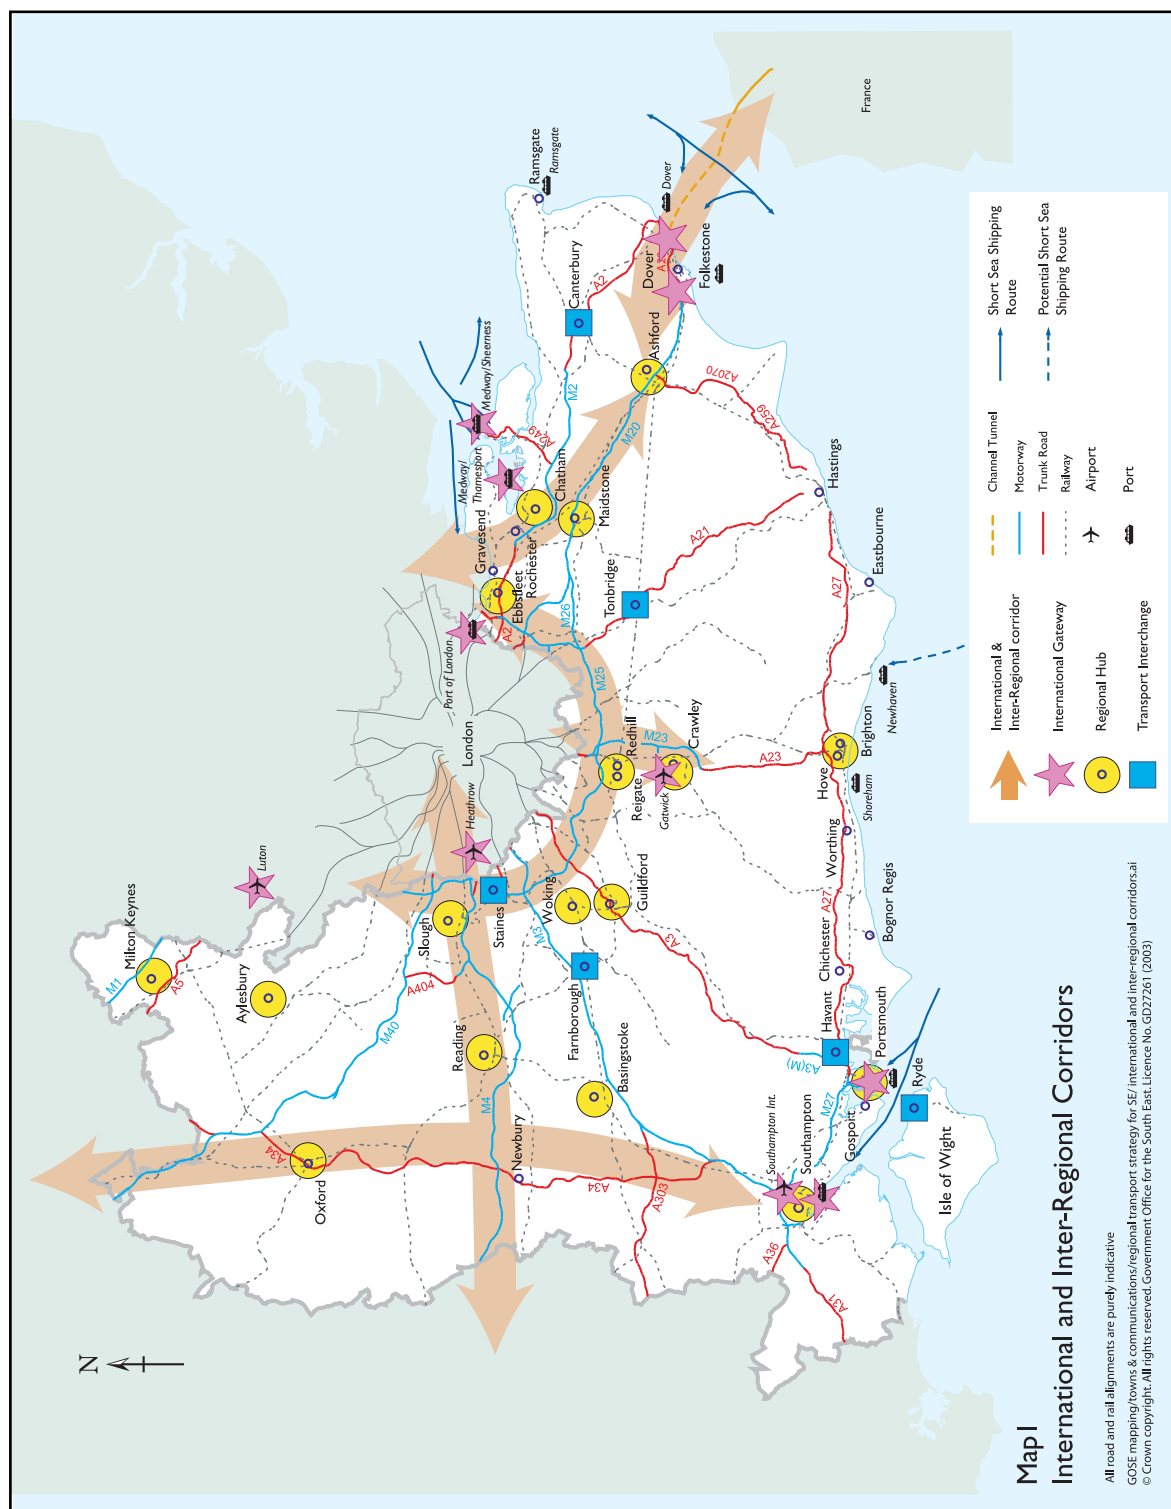 N
Milton Keynes
M1
A5
Luton
Aylesbury
M40
A404
Oxford
A34
Slough
Heathrow
London
Port of London
Staines
Reading
M4
Newbury
A34
Woking
M3
Guildford
A3
Farnborough
Basingstoke
A303
Gravesend
Ebbsfleet
Rochester
A2
Medway/
Thamesport
Medway/Sheerness
A249
Chatham
Maidstone
M2
M20
M26
M25
Canterbury
A2
Ramsgate
Ramsgate
Dover
Dover
A2
Folkestone
Ashford
A2070
A259
Hastings
Tonbridge
A21
Redhill
Reigate
M23
Gatwick
Crawley
A23
A27
Eastbourne
Newhaven
Brighton
Hove
Shoreham
Worthing
A27
Bognor Regis
Chichester
Havant
A3(M)
Portsmouth
M27
Gosport
Ryde
Isle of Wight
Southampton Int.
Southampton
A36
A31
France
International &
Inter-Regional corridor
International Gateway
Regional Hub
Transport Interchange
Channel Tunnel
Motorway
Trunk Road
Railway
Airport
Port
Short Sea Shipping
Route
Potential Short Sea
Shipping Route
Map1
International and Inter-Regional Corridors
All road and rail alignments are purely indicative
GOSE mapping/towns & communications/regional transport strategy for SE/ international and inter-regional corridors.ai
© Crown copyright. All rights reserved. Government Office for the South East. Licence No. GD272671 (2003)